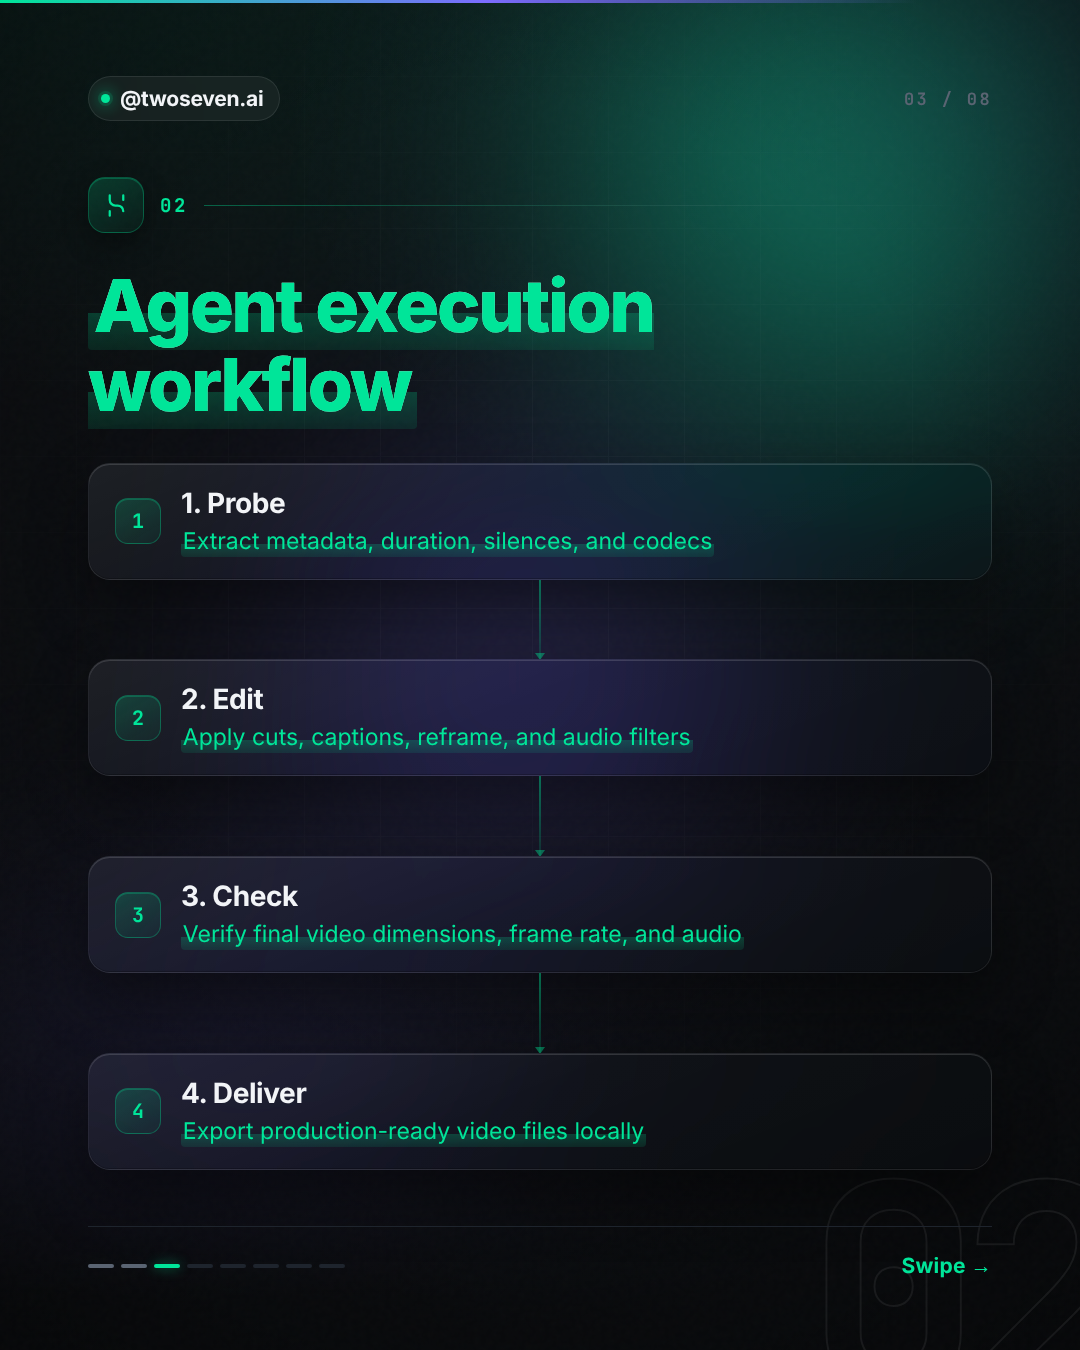 @twoseven.ai
03 / 08
02
Agent execution
workflow
1
1. Probe
Extract metadata, duration, silences, and codecs
2
2. Edit
Apply cuts, captions, reframe, and audio filters
3
3. Check
Verify final video dimensions, frame rate, and audio
4
4. Deliver
Export production-ready video files locally
02
Swipe →